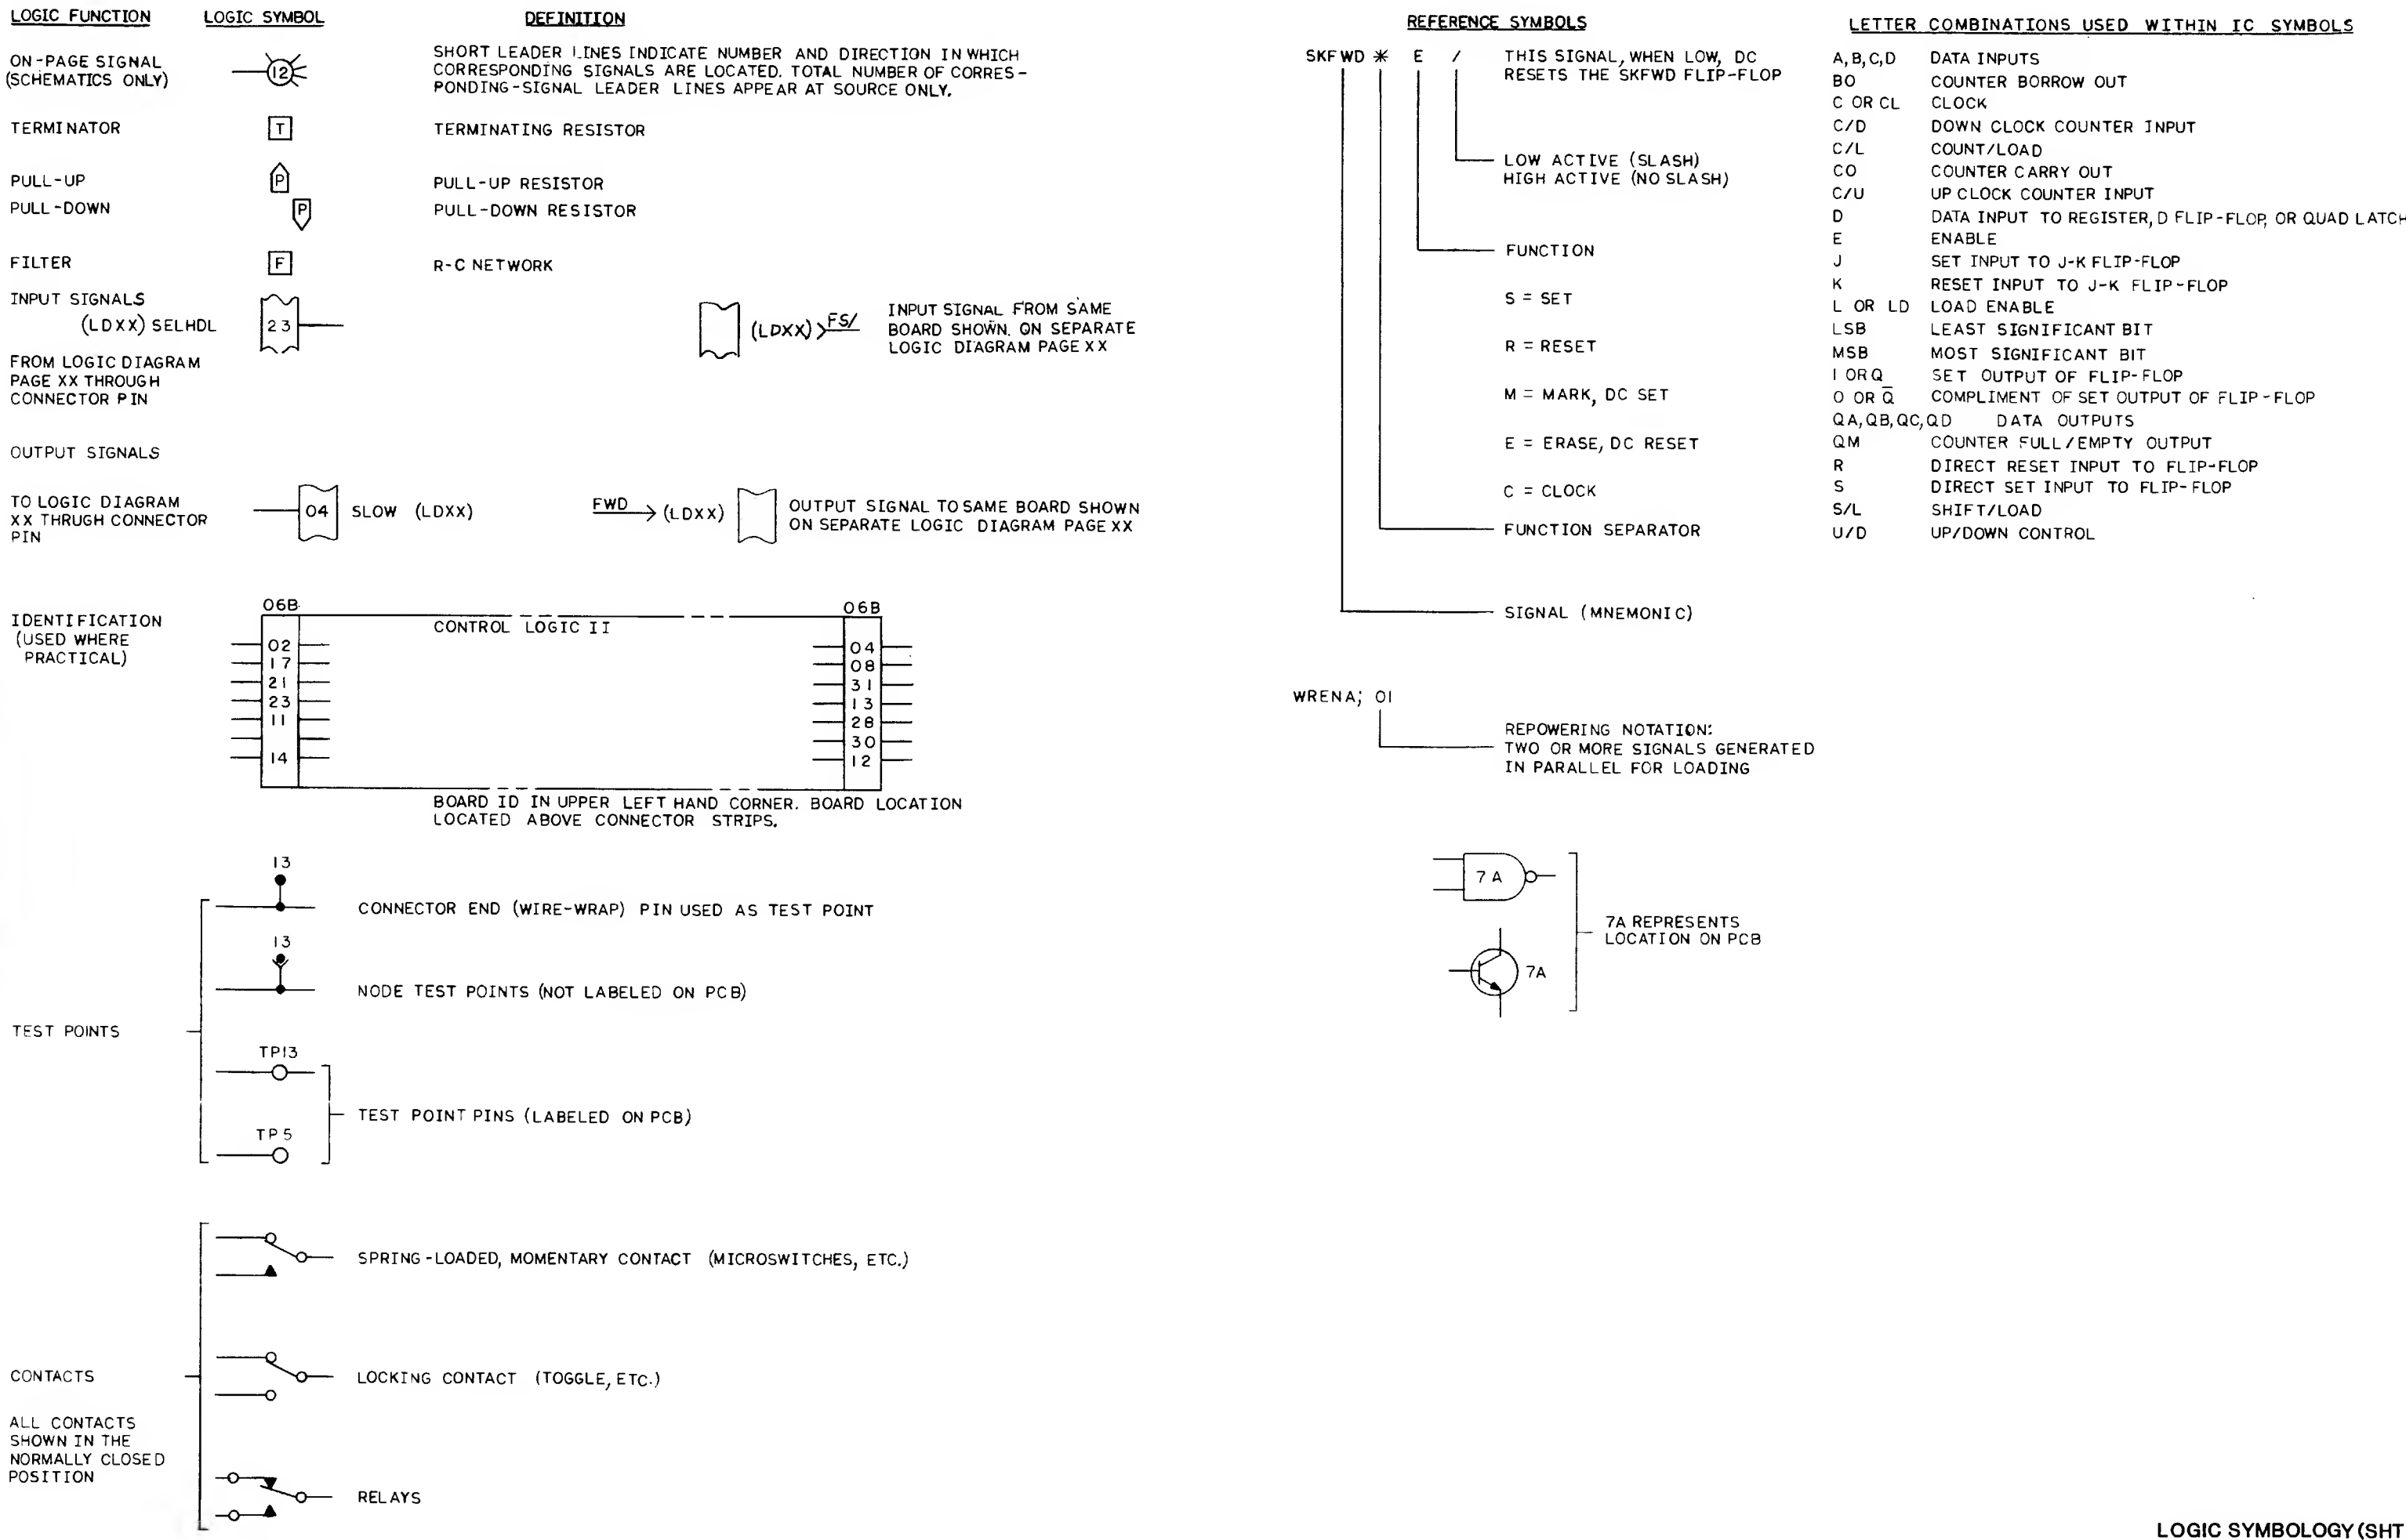 LOGIC FUNCTION
LOGIC SYMBOL
DEFINITION
ON-PAGE SIGNAL
(SCHEMATICS ONLY)
12
SHORT LEADER LINES INDICATE NUMBER AND DIRECTION IN WHICH
CORRESPONDING SIGNALS ARE LOCATED. TOTAL NUMBER OF CORRES-
PONDING-SIGNAL LEADER LINES APPEAR AT SOURCE ONLY.
TERMINATOR
T
TERMINATING RESISTOR
PULL-UP
P
PULL-UP RESISTOR
PULL-DOWN
P
PULL-DOWN RESISTOR
FILTER
F
R-C NETWORK
INPUT SIGNALS
(LDXX) SELHDL
23
FROM LOGIC DIAGRAM
PAGE XX THROUGH
CONNECTOR PIN
(LDXX) FS/
INPUT SIGNAL FROM SAME
BOARD SHOWN. ON SEPARATE
LOGIC DIAGRAM PAGE XX
OUTPUT SIGNALS
TO LOGIC DIAGRAM
XX THRUGH CONNECTOR
PIN
04 SLOW (LDXX)
FWD (LDXX)
OUTPUT SIGNAL TO SAME BOARD SHOWN
ON SEPARATE LOGIC DIAGRAM PAGE XX
IDENTIFICATION
(USED WHERE
PRACTICAL)
06B
02
17
21
23
11
14
CONTROL LOGIC II
06B
04
08
31
13
28
30
12
BOARD ID IN UPPER LEFT HAND CORNER. BOARD LOCATION
LOCATED ABOVE CONNECTOR STRIPS.
TEST POINTS
13
CONNECTOR END (WIRE-WRAP) PIN USED AS TEST POINT
13
NODE TEST POINTS (NOT LABELED ON PCB)
TP13
TP5
TEST POINT PINS (LABELED ON PCB)
CONTACTS
ALL CONTACTS
SHOWN IN THE
NORMALLY CLOSED
POSITION
SPRING-LOADED, MOMENTARY CONTACT (MICROSWITCHES, ETC.)
LOCKING CONTACT (TOGGLE, ETC.)
RELAYS
REFERENCE SYMBOLS
SKFWD * E /
THIS SIGNAL, WHEN LOW, DC
RESETS THE SKFWD FLIP-FLOP
LOW ACTIVE (SLASH)
HIGH ACTIVE (NO SLASH)
FUNCTION
S = SET
R = RESET
M = MARK, DC SET
E = ERASE, DC RESET
C = CLOCK
FUNCTION SEPARATOR
SIGNAL (MNEMONIC)
WRENA; 01
REPOWERING NOTATION:
TWO OR MORE SIGNALS GENERATED
IN PARALLEL FOR LOADING
7A
7A
7A REPRESENTS
LOCATION ON PCB
LETTER COMBINATIONS USED WITHIN IC SYMBOLS
A,B,C,D DATA INPUTS
BO COUNTER BORROW OUT
C OR CL CLOCK
C/D DOWN CLOCK COUNTER INPUT
C/L COUNT/LOAD
CO COUNTER CARRY OUT
C/U UP CLOCK COUNTER INPUT
D DATA INPUT TO REGISTER, D FLIP-FLOP, OR QUAD LATCH
E ENABLE
J SET INPUT TO J-K FLIP-FLOP
K RESET INPUT TO J-K FLIP-FLOP
L OR LD LOAD ENABLE
LSB LEAST SIGNIFICANT BIT
MSB MOST SIGNIFICANT BIT
1 OR Q SET OUTPUT OF FLIP-FLOP
0 OR Q̅ COMPLIMENT OF SET OUTPUT OF FLIP-FLOP
QA,QB,QC,QD DATA OUTPUTS
QM COUNTER FULL/EMPTY OUTPUT
R DIRECT RESET INPUT TO FLIP-FLOP
S DIRECT SET INPUT TO FLIP-FLOP
S/L SHIFT/LOAD
U/D UP/DOWN CONTROL
LOGIC SYMBOLOGY (SHT